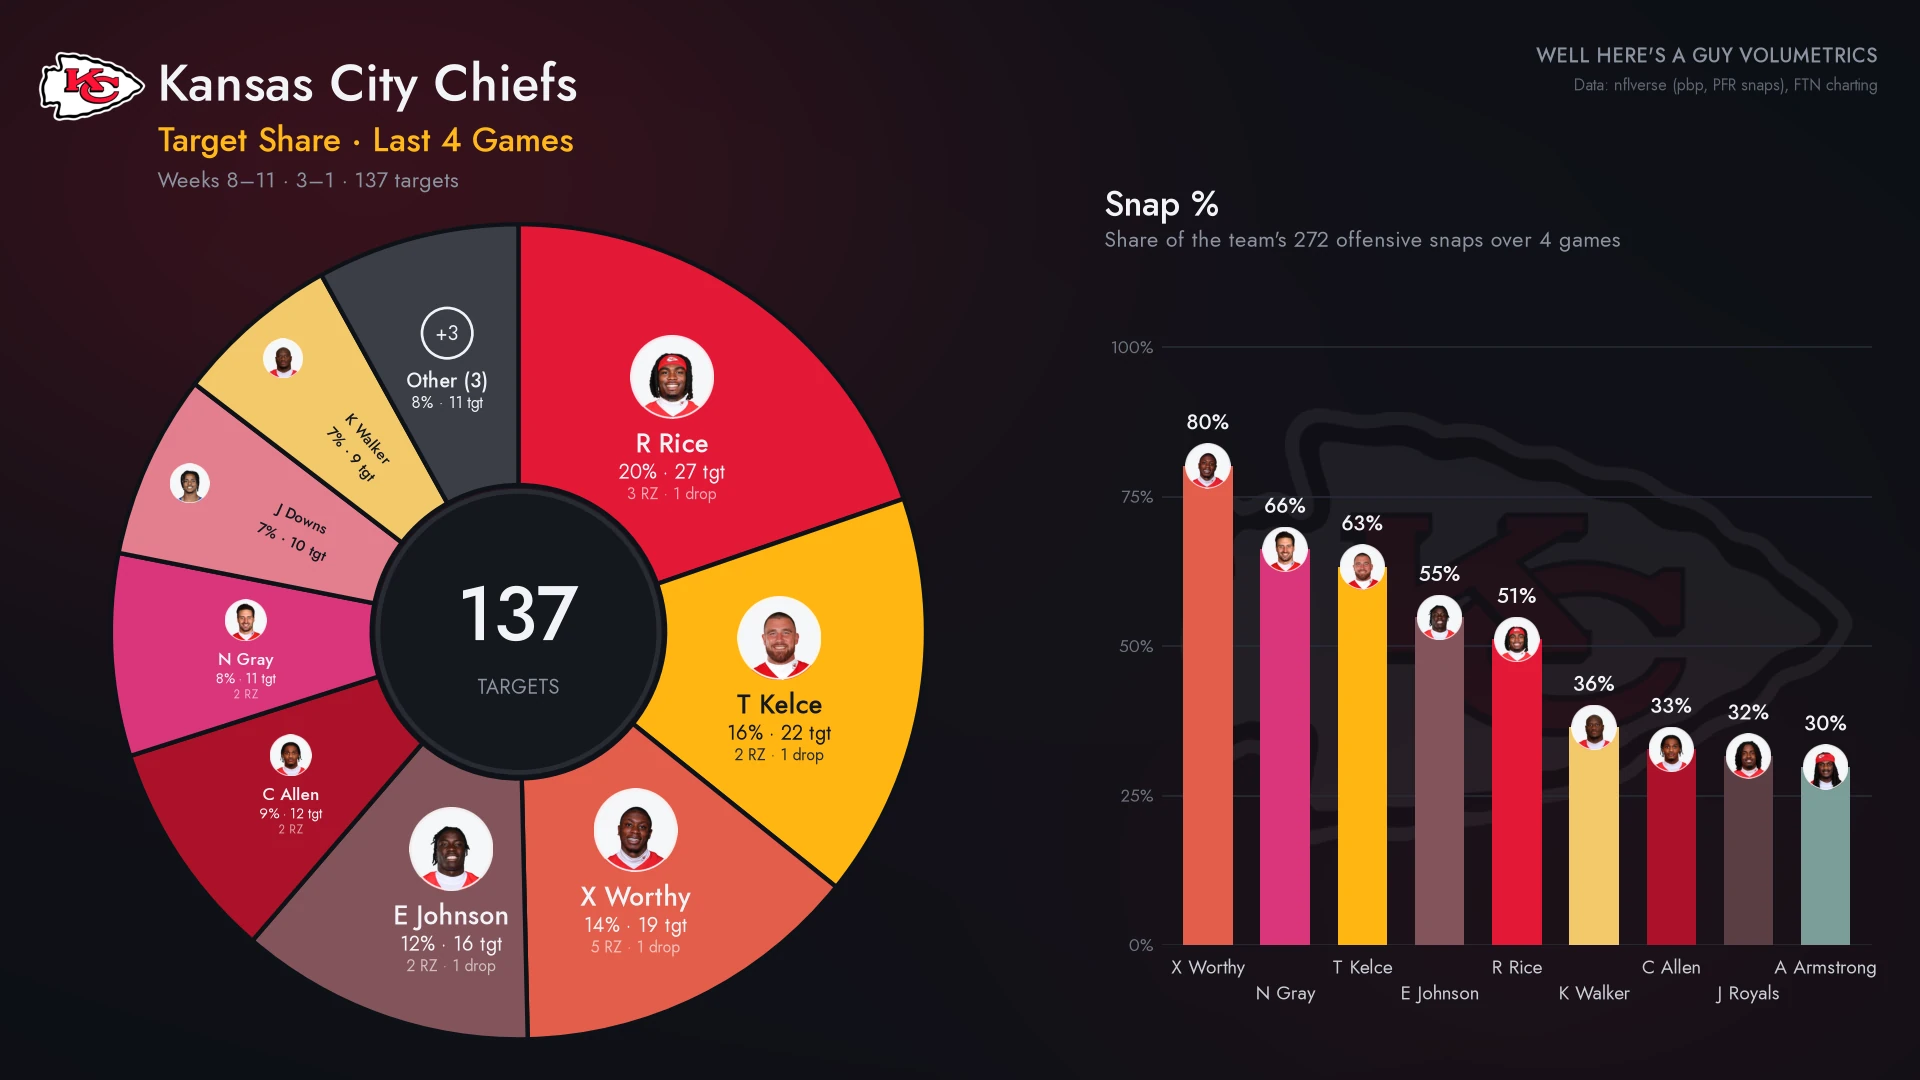 KC
Kansas City Chiefs
Target Share · Last 4 Games
Weeks 8–11 · 3–1 · 137 targets
WELL HERE'S A GUY VOLUMETRICS
Data: nflverse (pbp, PFR snaps), FTN charting
+3
Other (3)
8% · 11 tgt
R Rice
20% · 27 tgt
3 RZ · 1 drop
T Kelce
16% · 22 tgt
2 RZ · 1 drop
X Worthy
14% · 19 tgt
5 RZ · 1 drop
E Johnson
12% · 16 tgt
2 RZ · 1 drop
C Allen
9% · 12 tgt
2 RZ
N Gray
8% · 11 tgt
2 RZ
J Downs
7% · 10 tgt
K Walker
7% · 9 tgt
137
TARGETS
Snap %
Share of the team's 272 offensive snaps over 4 games
100%
75%
50%
25%
0%
80%
66%
63%
55%
51%
36%
33%
32%
30%
KC
X Worthy
N Gray
T Kelce
E Johnson
R Rice
K Walker
C Allen
J Royals
A Armstrong